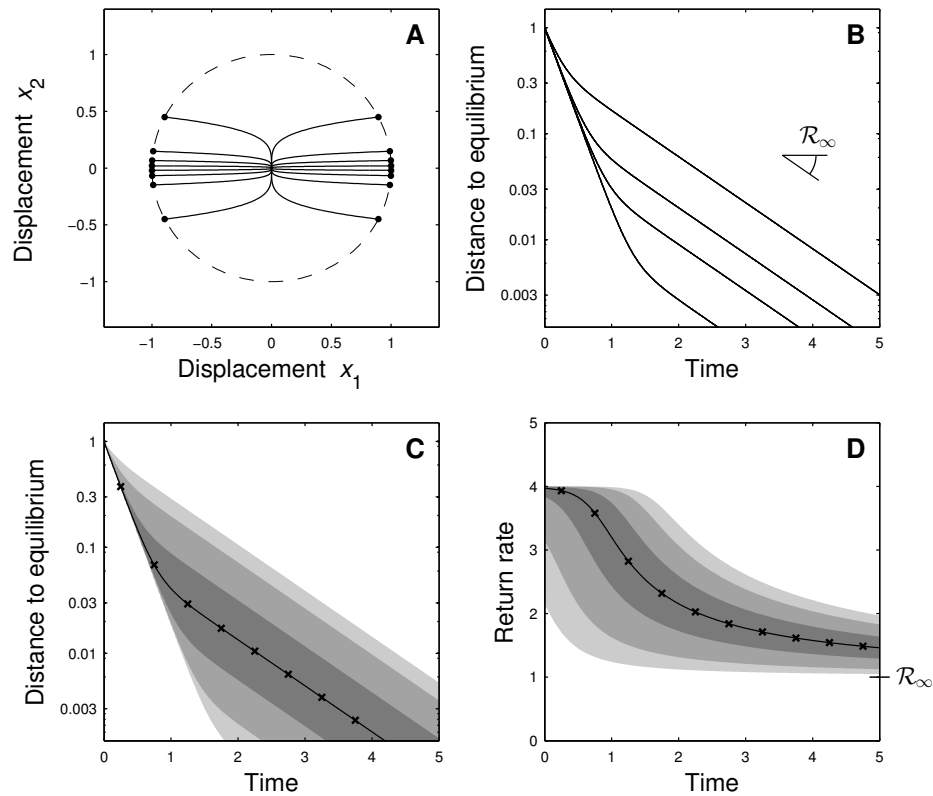 A
Displacement x2
1
0.5
0
−0.5
−1
−1 −0.5 0 0.5 1
Displacement x1
B
Distance to equilibrium
1
0.3
0.1
0.03
0.01
0.003
R∞
0 1 2 3 4 5
Time
C
Distance to equilibrium
1
0.3
0.1
0.03
0.01
0.003
0 1 2 3 4 5
Time
D
Return rate
5
4
3
2
1
0
R∞
0 1 2 3 4 5
Time